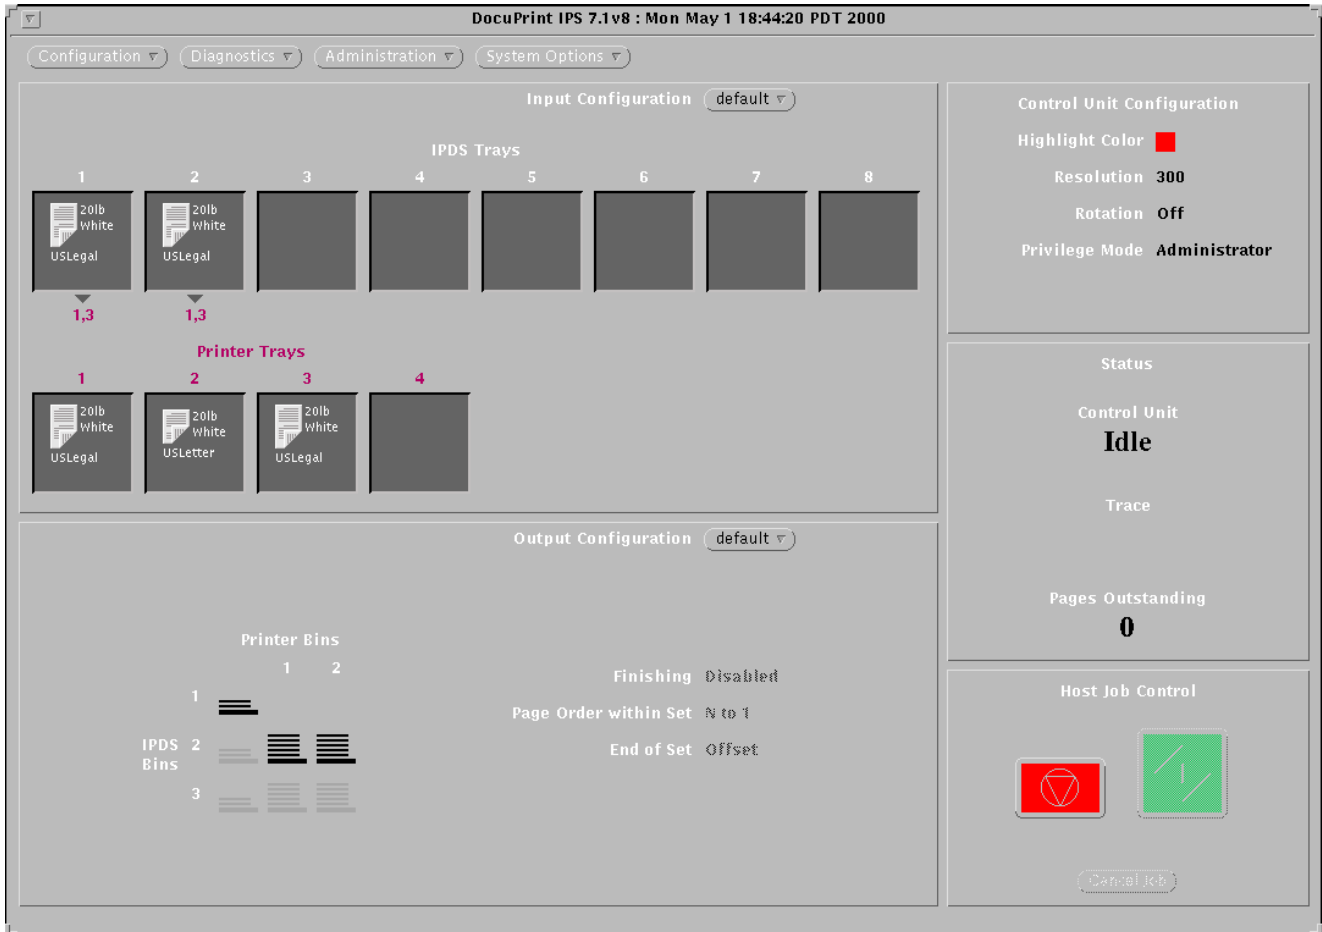 DocuPrint IPS 7.1v8 : Mon May 1 18:44:20 PDT 2000
Configuration Diagnostics Administration System Options
Input Configuration default
IPDS Trays
1 2 3 4 5 6 7 8
20lb White USLegal
20lb White USLegal
1,3 1,3
Printer Trays
1 2 3 4
20lb White USLegal
20lb White USLetter
20lb White USLegal
Output Configuration default
Printer Bins
1 2
1
IPDS Bins 2
3
Finishing Disabled
Page Order within Set N to 1
End of Set Offset
Control Unit Configuration
Highlight Color
Resolution 300
Rotation Off
Privilege Mode Administrator
Status
Control Unit
Idle
Trace
Pages Outstanding
0
Host Job Control
Cancel Job